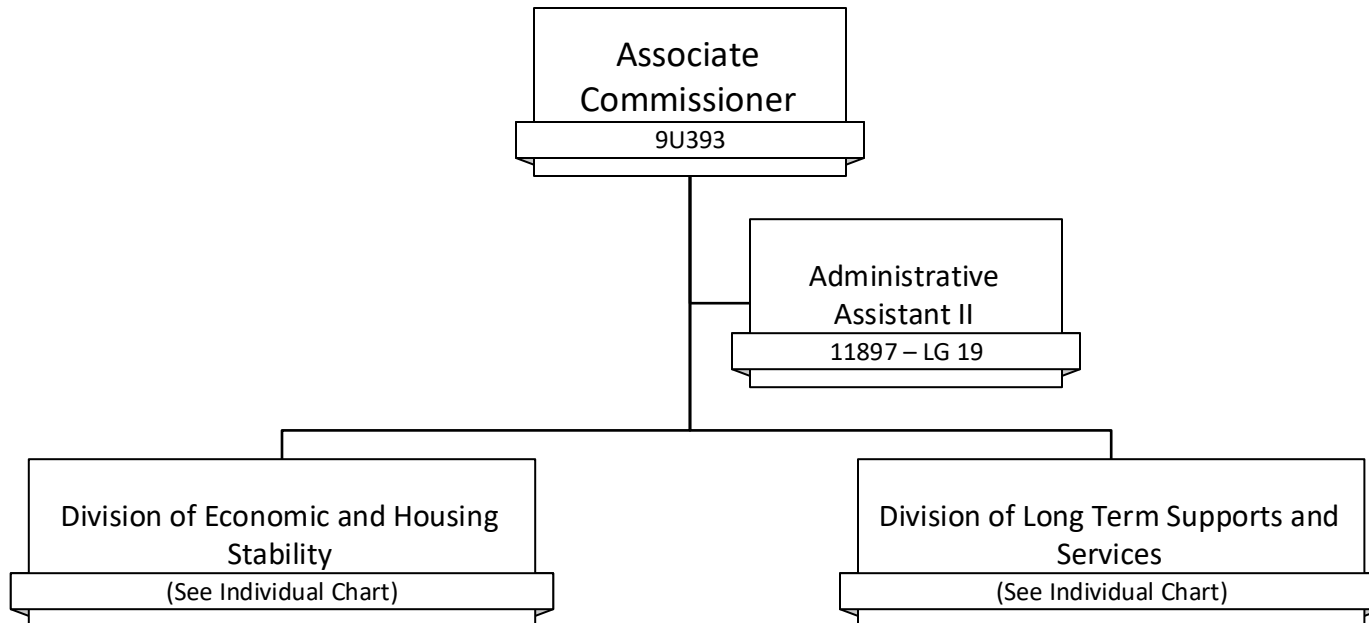 Associate
Commissioner
9U393
Administrative
Assistant II
11897 – LG 19
Division of Economic and Housing
Stability
(See Individual Chart)
Division of Long Term Supports and
Services
(See Individual Chart)